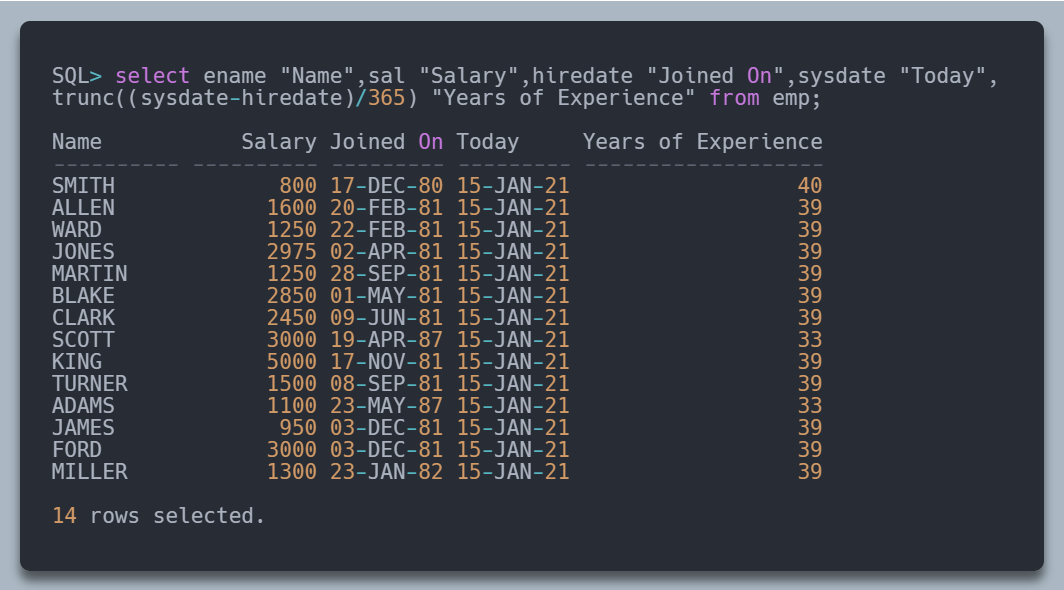 SQL> select ename "Name",sal "Salary",hiredate "Joined On",sysdate "Today",
trunc((sysdate-hiredate)/365) "Years of Experience" from emp;
Name           Salary Joined On Today     Years of Experience
---------- ---------- --------- --------- -------------------
SMITH             800 17-DEC-80 15-JAN-21                  40
ALLEN            1600 20-FEB-81 15-JAN-21                  39
WARD             1250 22-FEB-81 15-JAN-21                  39
JONES            2975 02-APR-81 15-JAN-21                  39
MARTIN           1250 28-SEP-81 15-JAN-21                  39
BLAKE            2850 01-MAY-81 15-JAN-21                  39
CLARK            2450 09-JUN-81 15-JAN-21                  39
SCOTT            3000 19-APR-87 15-JAN-21                  33
KING             5000 17-NOV-81 15-JAN-21                  39
TURNER           1500 08-SEP-81 15-JAN-21                  39
ADAMS            1100 23-MAY-87 15-JAN-21                  33
JAMES             950 03-DEC-81 15-JAN-21                  39
FORD             3000 03-DEC-81 15-JAN-21                  39
MILLER           1300 23-JAN-82 15-JAN-21                  39
14 rows selected.